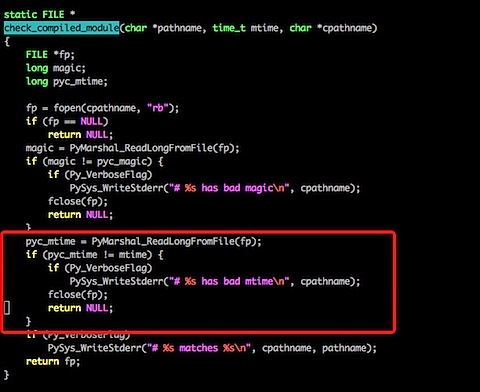 static FILE *
check_compiled_module(char *pathname, time_t mtime, char *cpathname)
{
FILE *fp;
long magic;
long pyc_mtime;
fp = fopen(cpathname, "rb");
if (fp == NULL)
return NULL;
magic = PyMarshal_ReadLongFromFile(fp);
if (magic != pyc_magic) {
if (Py_VerboseFlag)
PySys_WriteStderr("# %s has bad magic\n", cpathname);
fclose(fp);
return NULL;
}
pyc_mtime = PyMarshal_ReadLongFromFile(fp);
if (pyc_mtime != mtime) {
if (Py_VerboseFlag)
PySys_WriteStderr("# %s has bad mtime\n", cpathname);
fclose(fp);
return NULL;
}
if (Py_VerboseFlag)
PySys_WriteStderr("# %s matches %s\n", cpathname, pathname);
return fp;
}